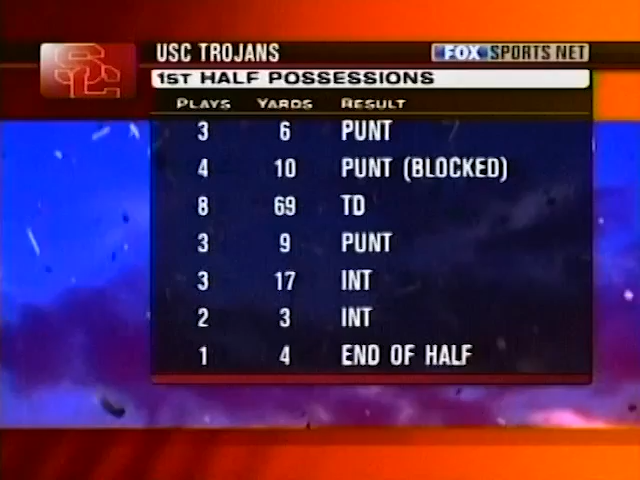 SC
USC TROJANS
FOX SPORTS NET
1ST HALF POSSESSIONS
PLAYS YARDS RESULT
3 6 PUNT
4 10 PUNT (BLOCKED)
8 69 TD
3 9 PUNT
3 17 INT
2 3 INT
1 4 END OF HALF